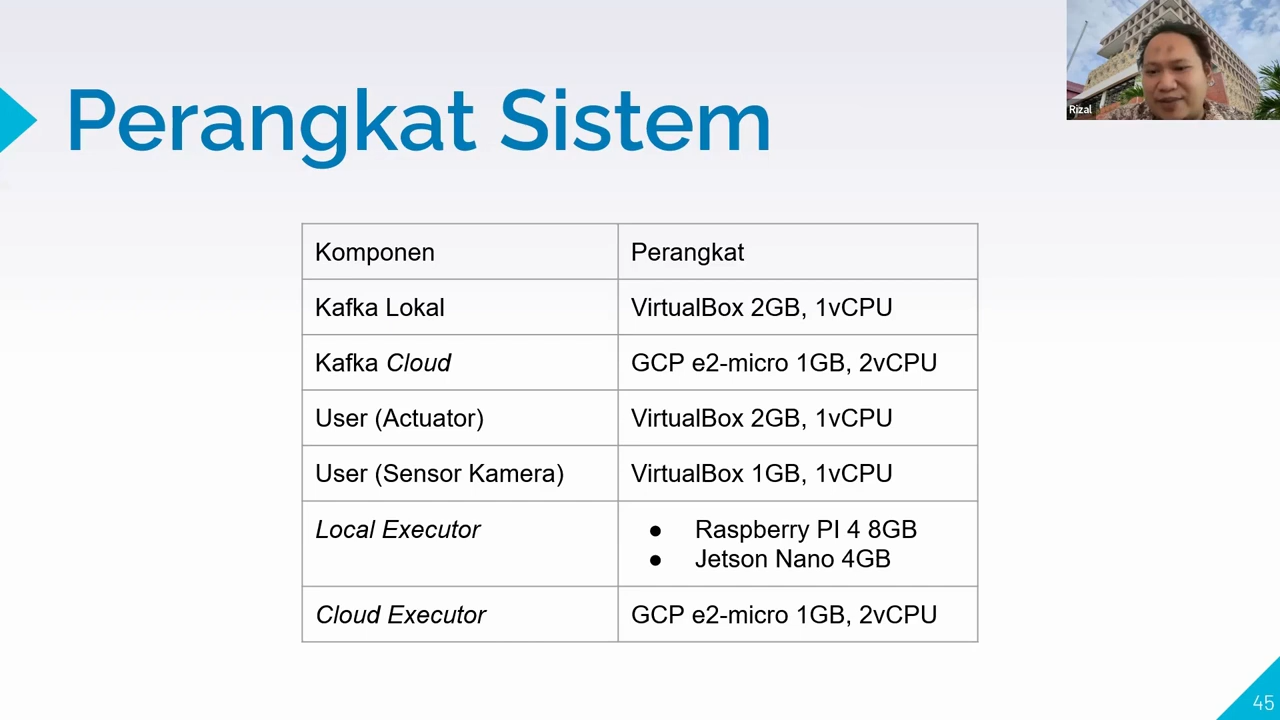 Rizal
Perangkat Sistem
Komponen Perangkat
Kafka Lokal VirtualBox 2GB, 1vCPU
Kafka Cloud GCP e2-micro 1GB, 2vCPU
User (Actuator) VirtualBox 2GB, 1vCPU
User (Sensor Kamera) VirtualBox 1GB, 1vCPU
Local Executor ● Raspberry PI 4 8GB
● Jetson Nano 4GB
Cloud Executor GCP e2-micro 1GB, 2vCPU
45